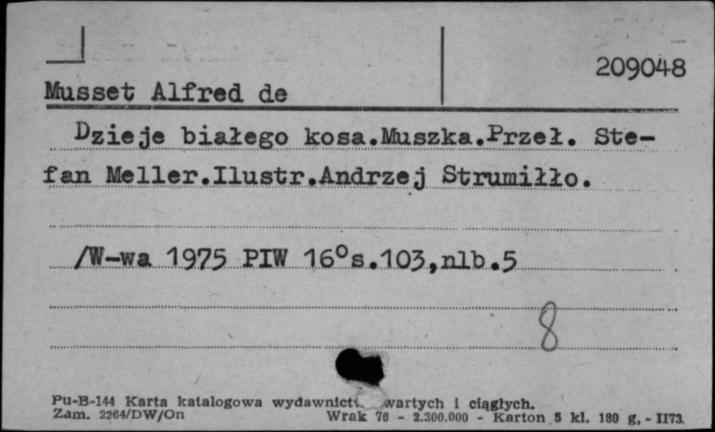 209048
Musset Alfred de
Dzieje białego kosa.Muszka.Przeł. Ste-
fan Meller.Ilustr.Andrzej Strumiłło.
/W-wa 1975 PIW 16°s.103,nlb.5
8
Pu-B-144 Karta katalogowa wydawnictw zwartych i ciągłych.
Zam. 2264/DW/On Wrak 76 - 2.300.000 - Karton 5 kl. 180 g, - II73.